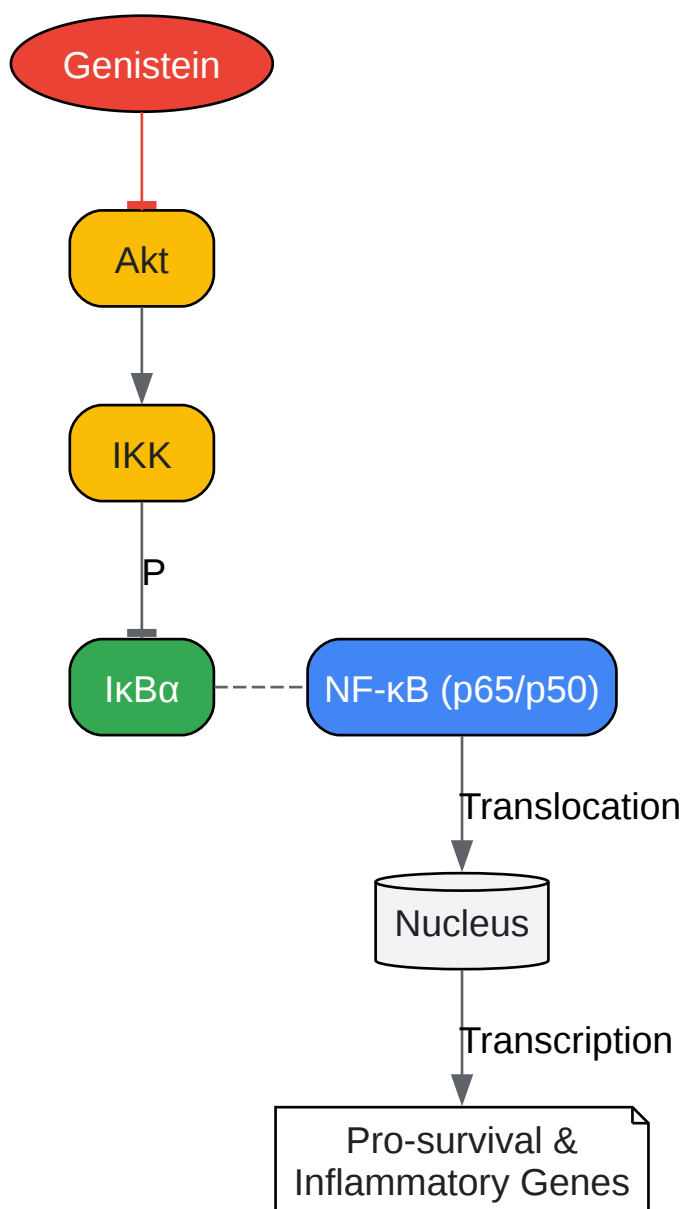 Genistein
Akt
IKK
P
IκBα
NF-κB (p65/p50)
Translocation
Nucleus
Transcription
Pro-survival &
Inflammatory Genes